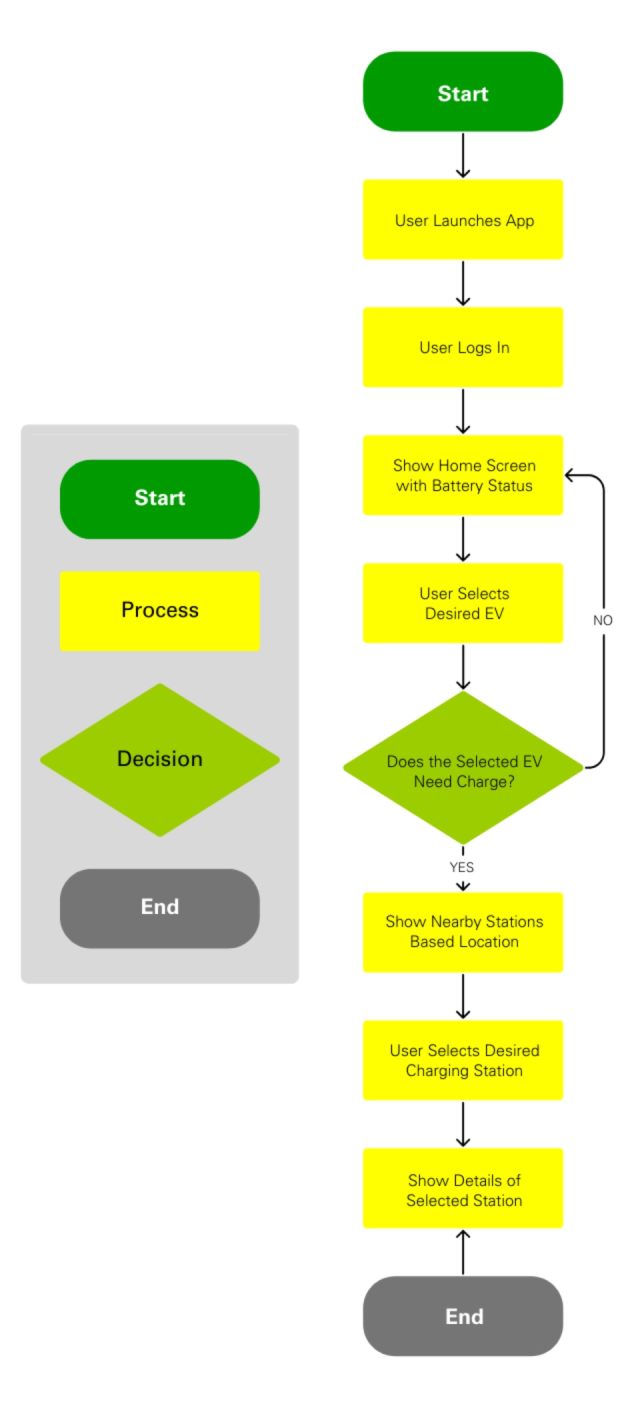 Start
Process
Decision
End
Start
User Launches App
User Logs In
Show Home Screen
with Battery Status
User Selects
Desired EV
NO
Does the Selected EV
Need Charge?
YES
Show Nearby Stations
Based Location
User Selects Desired
Charging Station
Show Details of
Selected Station
End